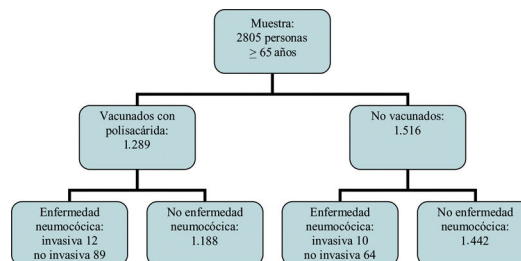 Muestra:
2805 personas
≥ 65 años
Vacunados con
polisacárida:
1.289
No vacunados:
1.516
Enfermedad
neumocócica:
invasiva 12
no invasiva 89
No enfermedad
neumocócica:
1.188
Enfermedad
neumocócica:
invasiva 10
no invasiva 64
No enfermedad
neumocócica:
1.442